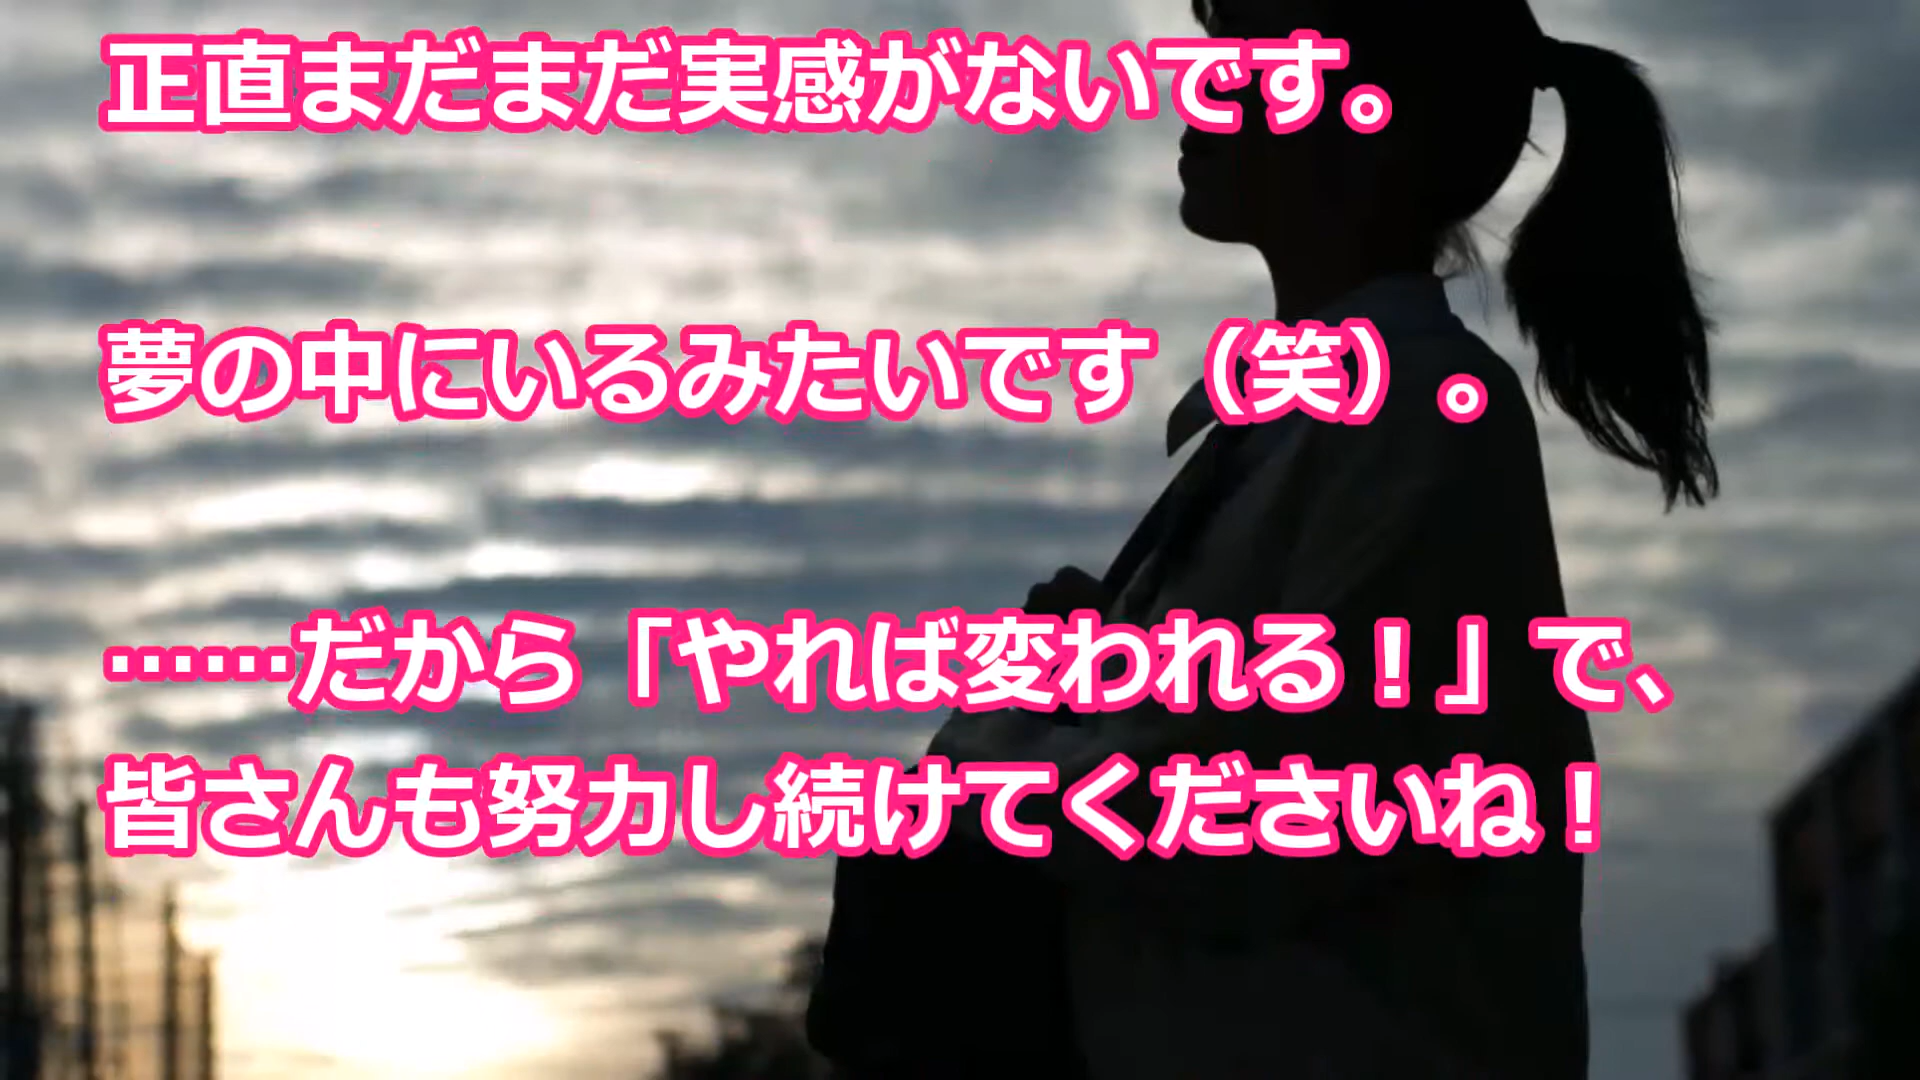 正直まだまだ実感がないです。
夢の中にいるみたいです（笑）。
……だから「やれば変われる！」で、
皆さんも努力し続けてくださいね！